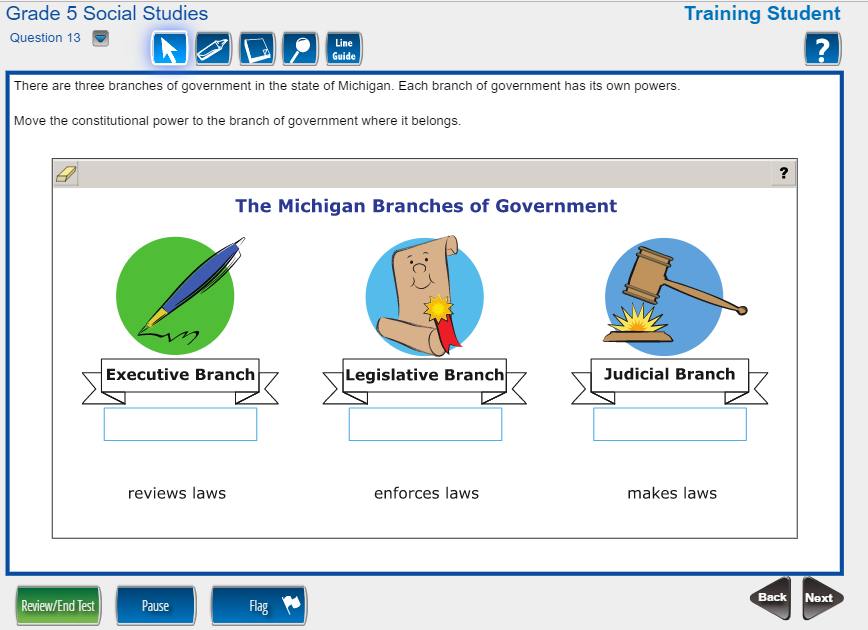 Grade 5 Social Studies
Training Student
Question 13
Line
Guide
?
There are three branches of government in the state of Michigan. Each branch of government has its own powers.
Move the constitutional power to the branch of government where it belongs.
?
The Michigan Branches of Government
Executive Branch
Legislative Branch
Judicial Branch
reviews laws
enforces laws
makes laws
Review/End Test
Pause
Flag
Back
Next